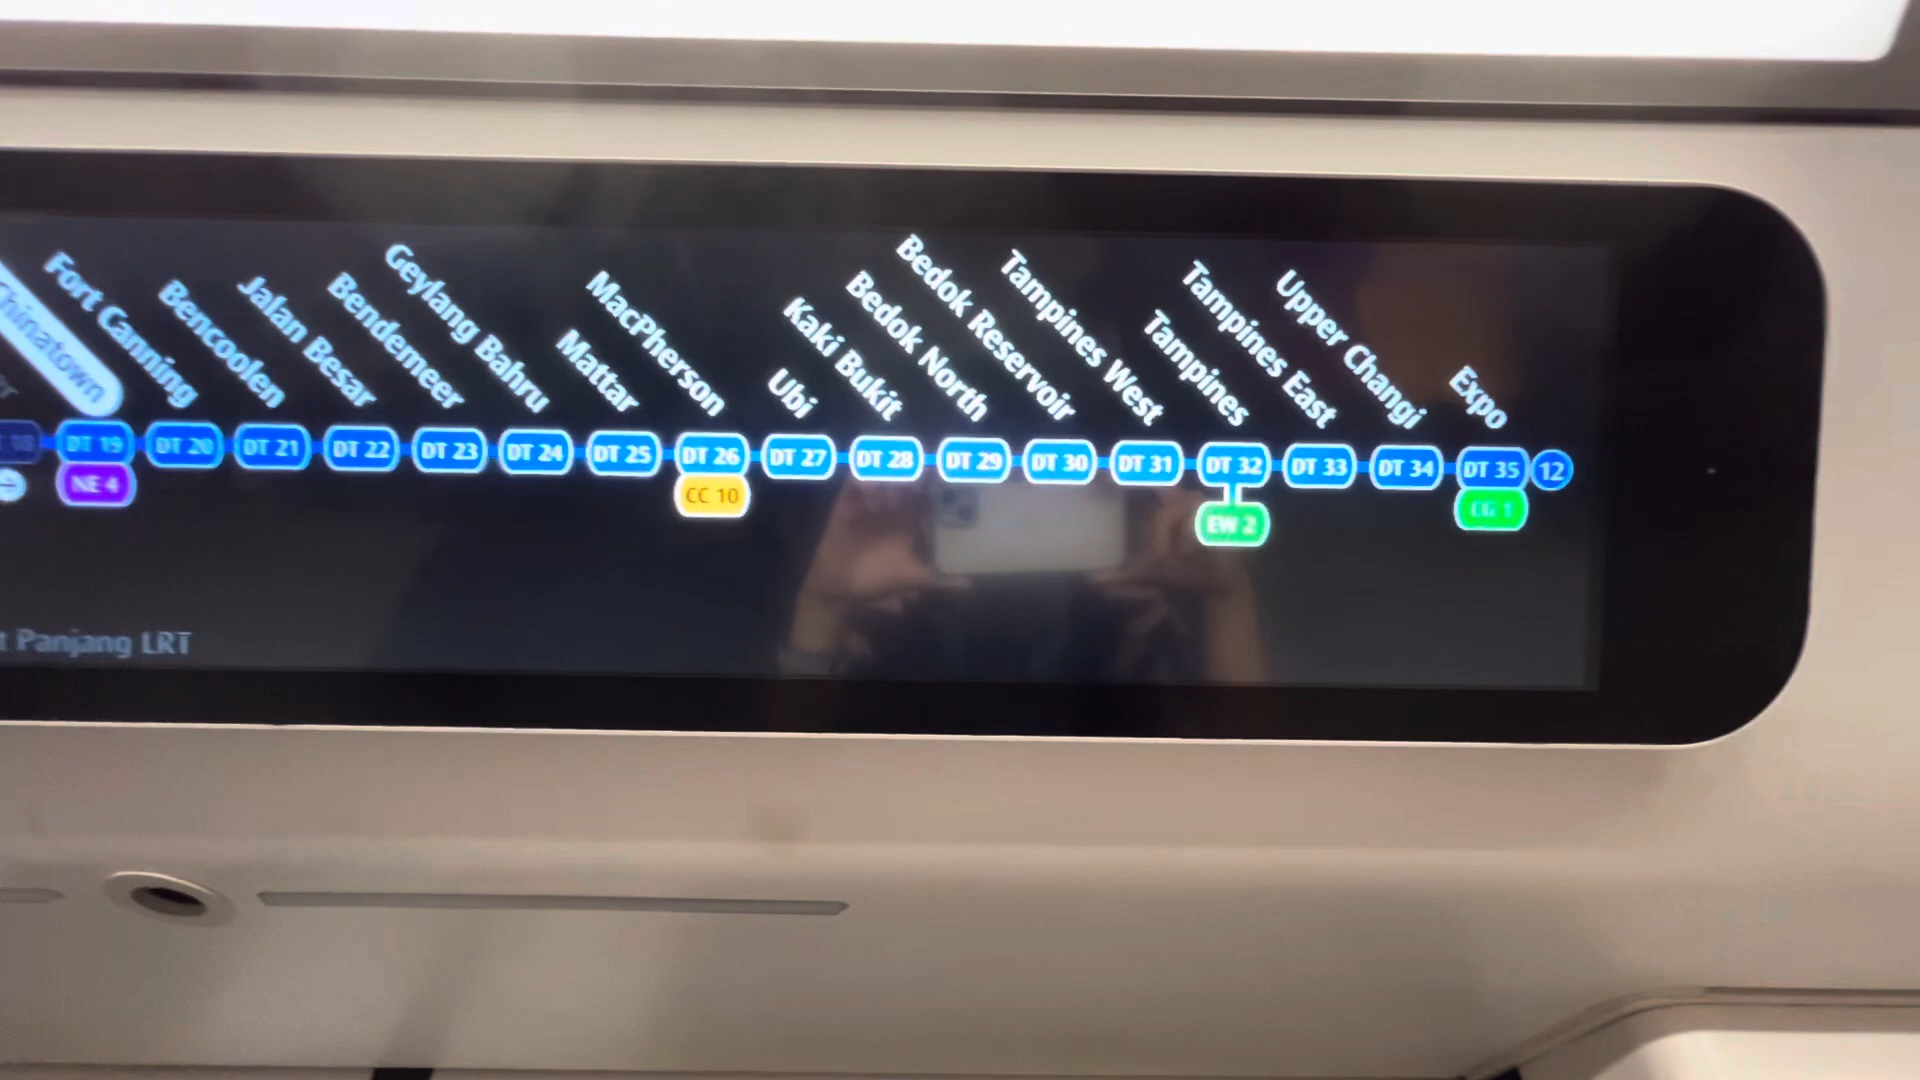 Chinatown
Fort Canning
Bencoolen
Jalan Besar
Bendemeer
Geylang Bahru
Mattar
MacPherson
Ubi
Kaki Bukit
Bedok North
Bedok Reservoir
Tampines West
Tampines
Tampines East
Upper Changi
Expo
18 DT 19 DT 20 DT 21 DT 22 DT 23 DT 24 DT 25 DT 26 DT 27 DT 28 DT 29 DT 30 DT 31 DT 32 DT 33 DT 34 DT 35 12
NE 4 CC 10 EW 2 CG 1
t Panjang LRT